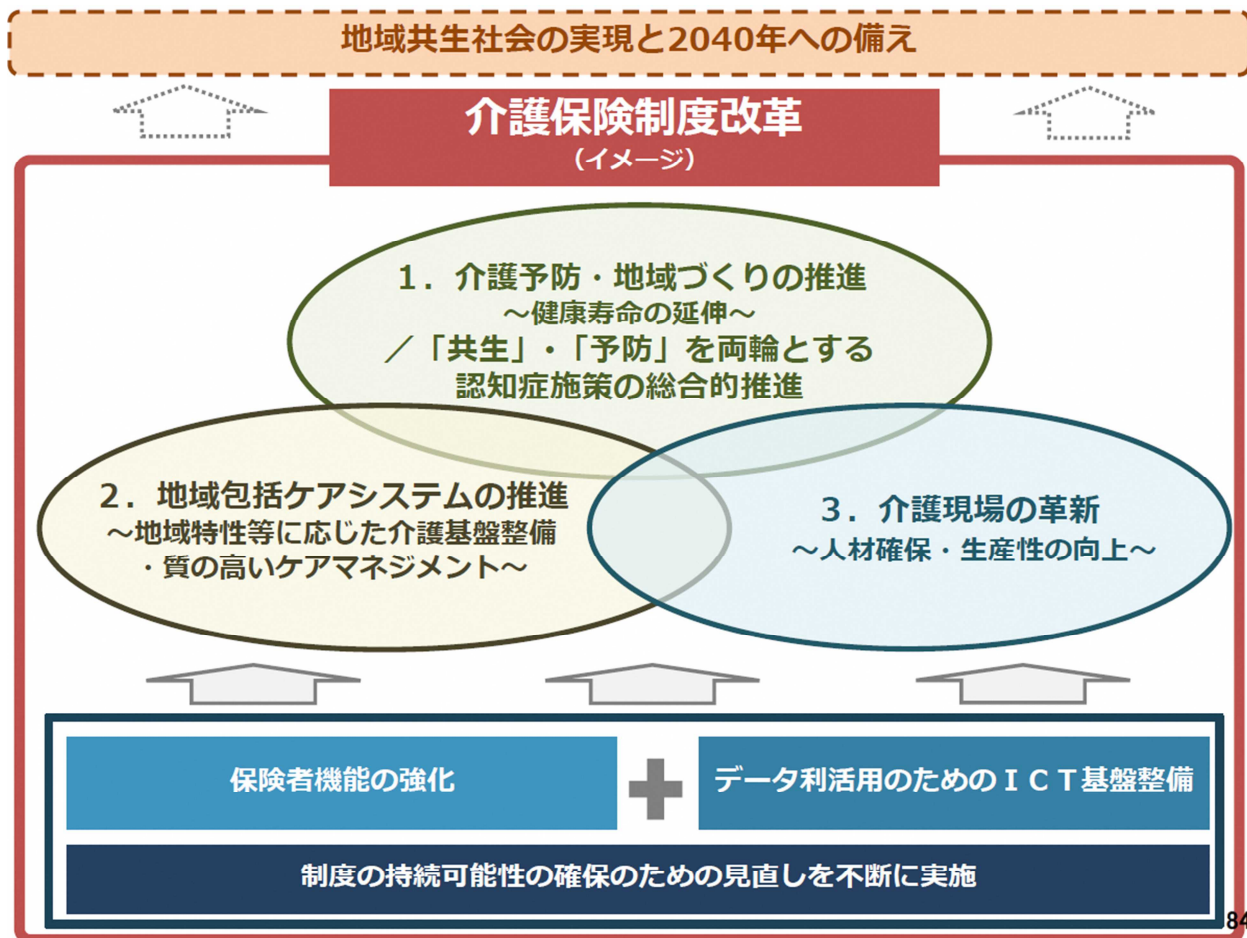 地域共生社会の実現と2040年への備え
介護保険制度改革
（イメージ）
１．介護予防・地域づくりの推進
～健康寿命の延伸～
／「共生」・「予防」を両輪とする
認知症施策の総合的推進
２．地域包括ケアシステムの推進
～地域特性等に応じた介護基盤整備
・質の高いケアマネジメント～
３．介護現場の革新
～人材確保・生産性の向上～
保険者機能の強化
データ利活用のためのＩＣＴ基盤整備
制度の持続可能性の確保のための見直しを不断に実施
84